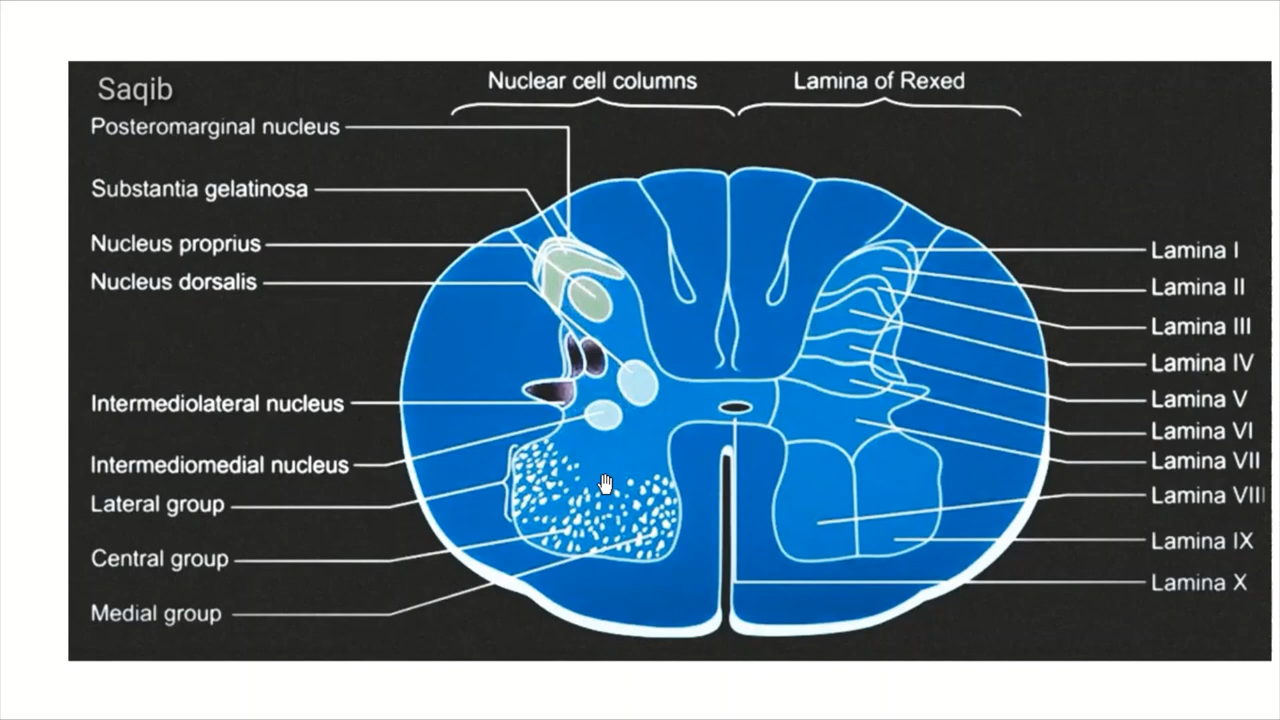 Saqib
Nuclear cell columns
Lamina of Rexed
Posteromarginal nucleus
Substantia gelatinosa
Nucleus proprius
Nucleus dorsalis
Intermediolateral nucleus
Intermediomedial nucleus
Lateral group
Central group
Medial group
Lamina I
Lamina II
Lamina III
Lamina IV
Lamina V
Lamina VI
Lamina VII
Lamina VIII
Lamina IX
Lamina X